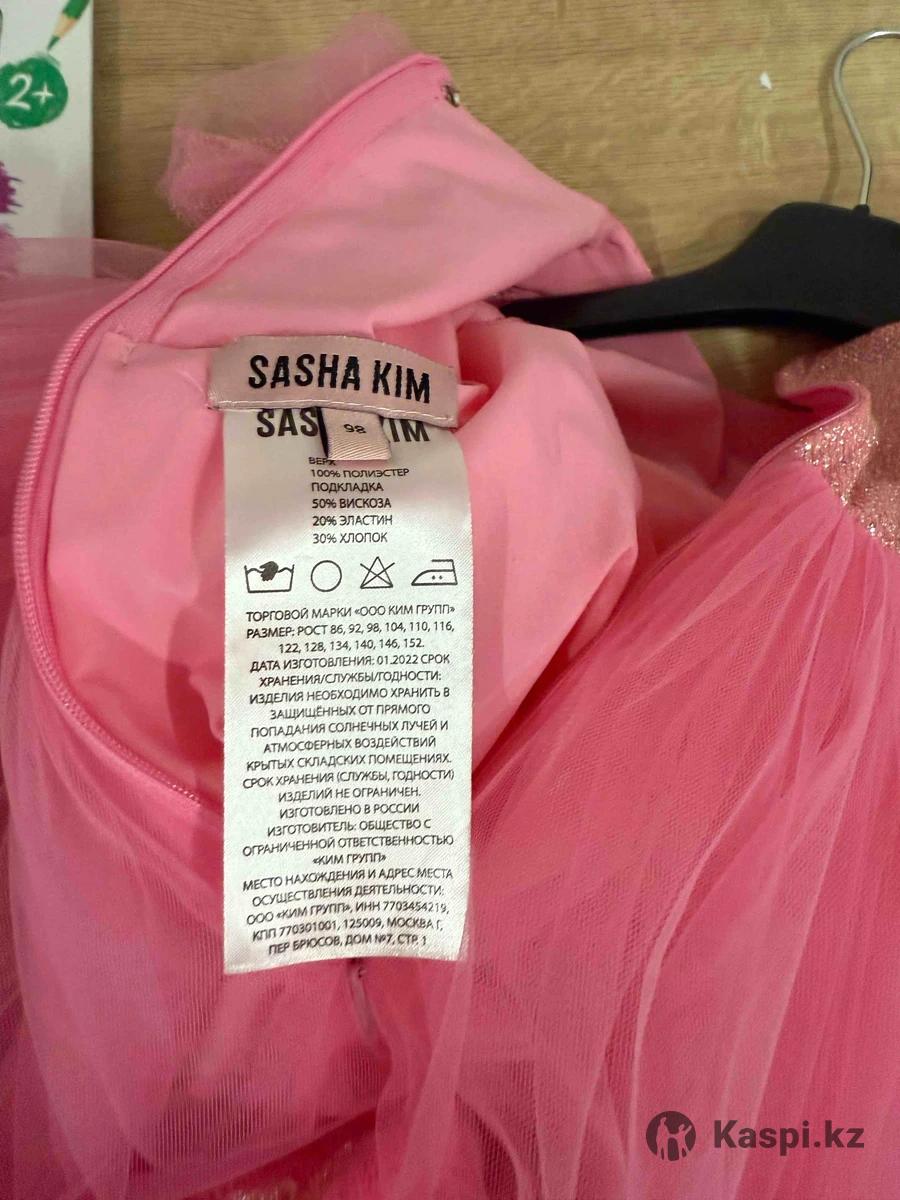 2+
SASHA KIM
SAS IM
98
ВЕРХ
100% ПОЛИЭСТЕР
ПОДКЛАДКА
50% ВИСКОЗА
20% ЭЛАСТИН
30% ХЛОПОК
ТОРГОВОЙ МАРКИ «ООО КИМ ГРУПП»
РАЗМЕР: РОСТ 86, 92, 98, 104, 110, 116,
122, 128, 134, 140, 146, 152.
ДАТА ИЗГОТОВЛЕНИЯ: 01.2022 СРОК
ХРАНЕНИЯ/СЛУЖБЫ/ГОДНОСТИ:
ИЗДЕЛИЯ НЕОБХОДИМО ХРАНИТЬ В
ЗАЩИЩЁННЫХ ОТ ПРЯМОГО
ПОПАДАНИЯ СОЛНЕЧНЫХ ЛУЧЕЙ И
АТМОСФЕРНЫХ ВОЗДЕЙСТВИЙ
КРЫТЫХ СКЛАДСКИХ ПОМЕЩЕНИЯХ.
СРОК ХРАНЕНИЯ (СЛУЖБЫ, ГОДНОСТИ)
ИЗДЕЛИЙ НЕ ОГРАНИЧЕН.
ИЗГОТОВЛЕНО В РОССИИ
ИЗГОТОВИТЕЛЬ: ОБЩЕСТВО С
ОГРАНИЧЕННОЙ ОТВЕТСТВЕННОСТЬЮ
«КИМ ГРУПП»
МЕСТО НАХОЖДЕНИЯ И АДРЕС МЕСТА
ОСУЩЕСТВЛЕНИЯ ДЕЯТЕЛЬНОСТИ:
ООО «КИМ ГРУПП», ИНН 7703454219,
КПП 770301001, 125009, МОСКВА Г,
ПЕР БРЮСОВ, ДОМ №7, СТР. 1
Kaspi.kz